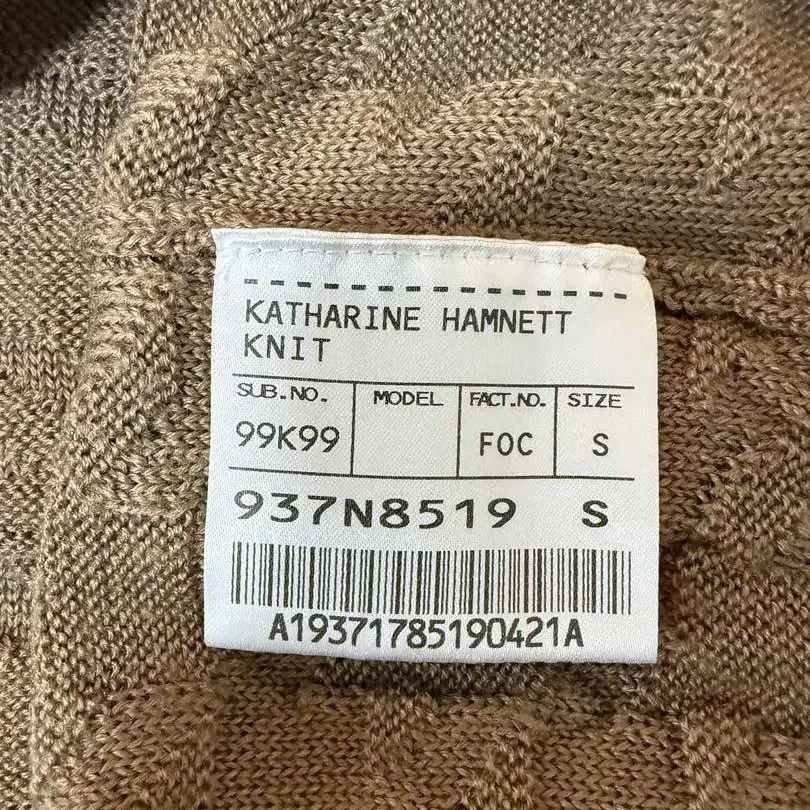 KATHARINE HAMNETT
KNIT
SUB.NO. MODEL FACT.NO. SIZE
99K99 FOC S
937N8519 S
A19371785190421A